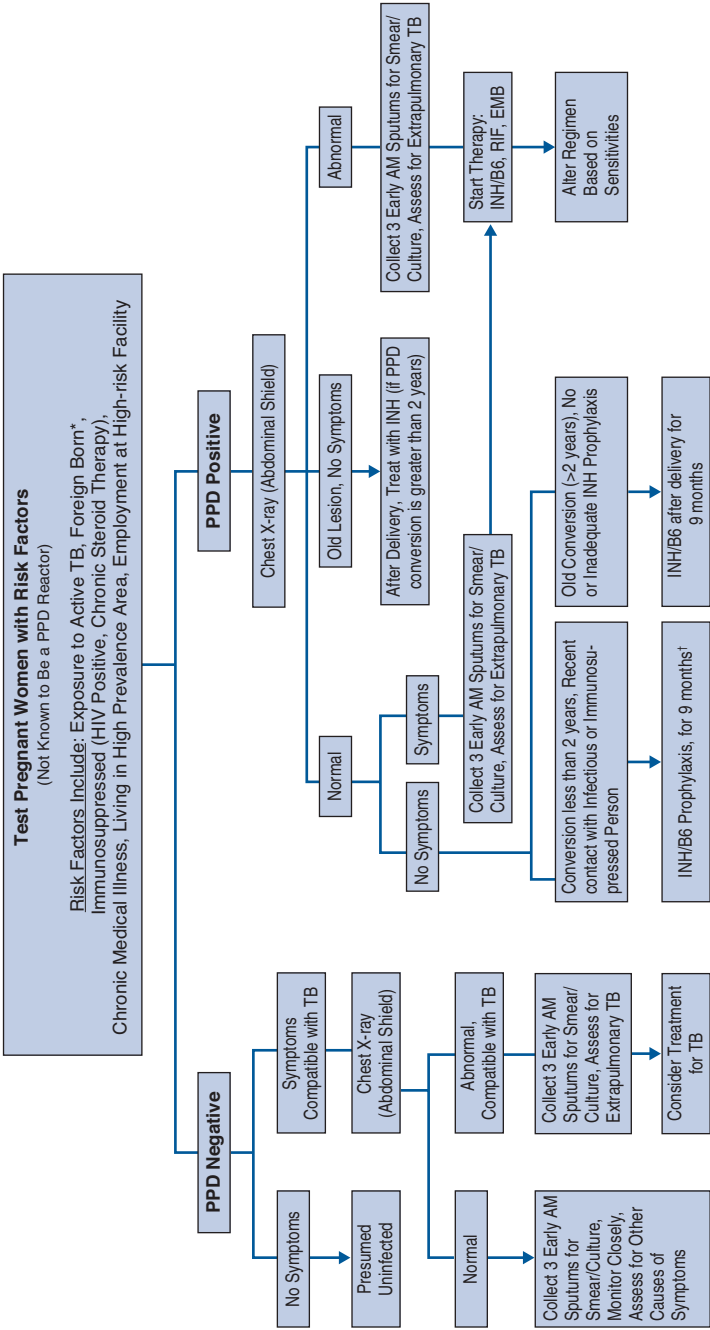 Test Pregnant Women with Risk Factors
(Not Known to Be a PPD Reactor)
Risk Factors Include: Exposure to Active TB, Foreign Born*,
Immunosuppressed (HIV Positive, Chronic Steroid Therapy),
Chronic Medical Illness, Living in High Prevalence Area, Employment at High-risk Facility
PPD Negative
No Symptoms
Presumed
Uninfected
Symptoms
Compatible with TB
Chest X-ray
(Abdominal Shield)
Normal
Collect 3 Early AM
Sputums for
Smear/Culture,
Monitor Closely,
Assess for Other
Causes of
Symptoms
Abnormal,
Compatible with TB
Collect 3 Early AM
Sputums for Smear/
Culture, Assess for
Extrapulmonary TB
Consider Treatment
for TB
PPD Positive
Chest X-ray (Abdominal Shield)
Normal
No Symptoms
Symptoms
Collect 3 Early AM Sputums for Smear/
Culture, Assess for Extrapulmonary TB
Conversion less than 2 years, Recent
contact with Infectious or Immunosu-
pressed Person
INH/B6 Prophylaxis, for 9 months†
Old Conversion (>2 years), No
or Inadequate INH Prophylaxis
INH/B6 after delivery for
9 months
Old Lesion, No Symptoms
After Delivery, Treat with INH (if PPD
conversion is greater than 2 years)
Abnormal
Collect 3 Early AM Sputums for Smear/
Culture, Assess for Extrapulmonary TB
Start Therapy:
INH/B6, RIF, EMB
Alter Regimen
Based on
Sensitivities